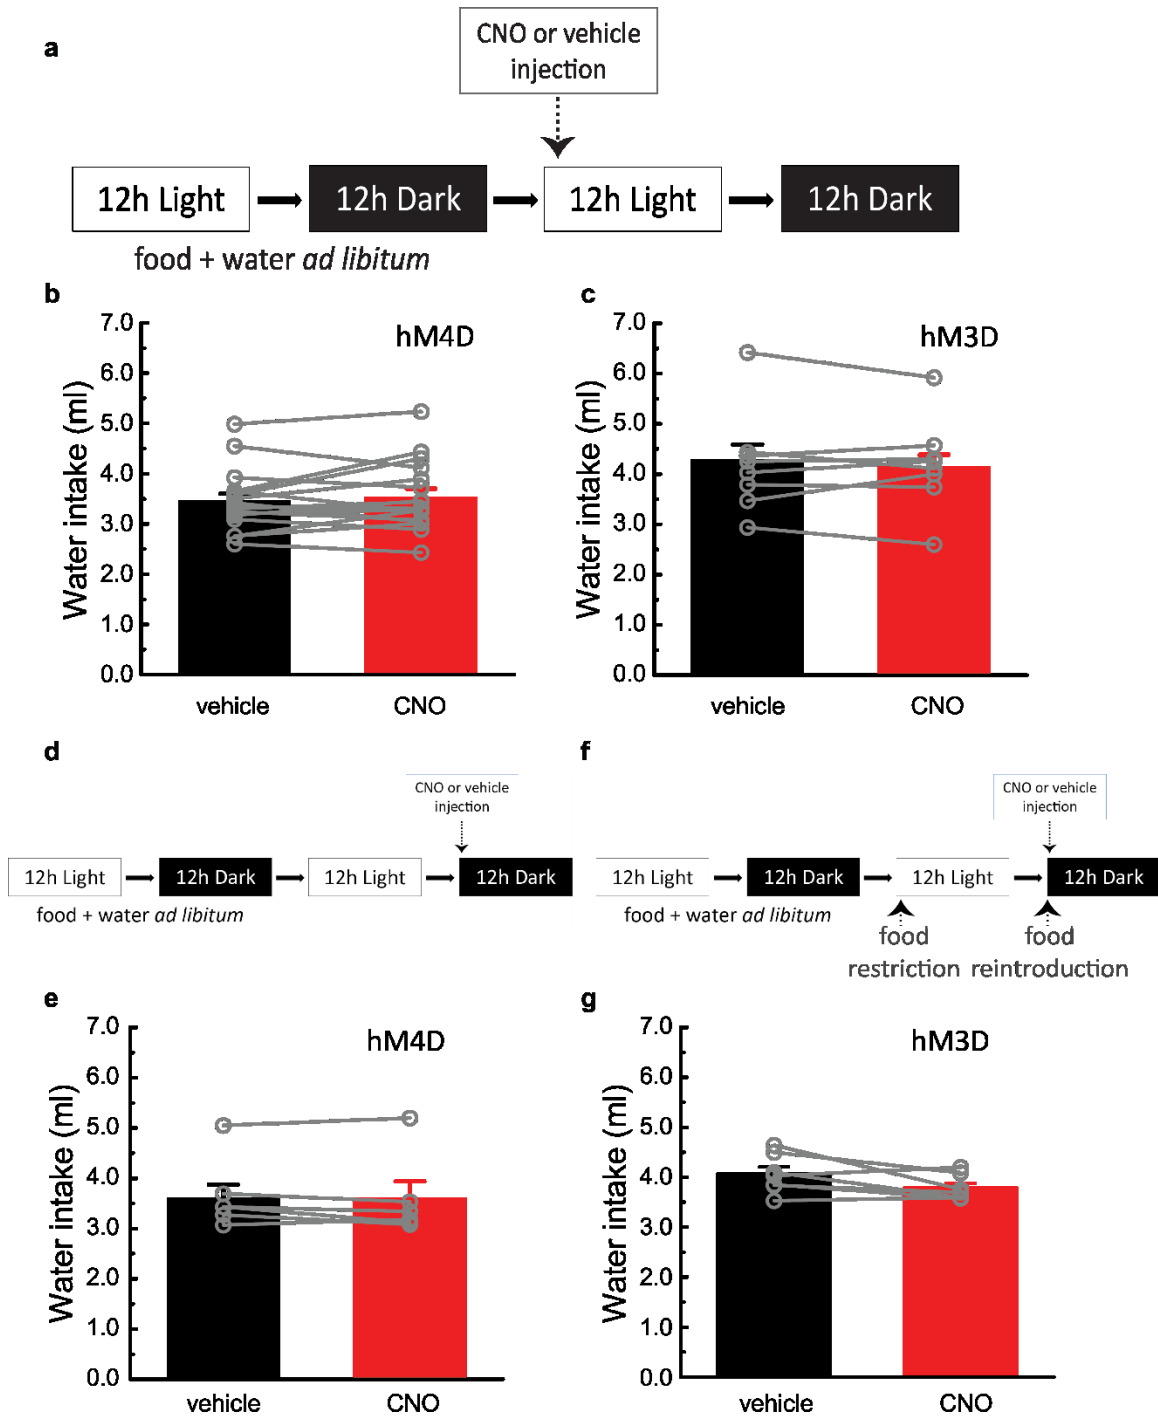 a
CNO or vehicle
injection
12h Light
12h Dark
12h Light
12h Dark
food + water ad libitum
b
hM4D
Water intake (ml)
7.0
6.0
5.0
4.0
3.0
2.0
1.0
0.0
vehicle
CNO
c
hM3D
Water intake (ml)
7.0
6.0
5.0
4.0
3.0
2.0
1.0
0.0
vehicle
CNO
d
CNO or vehicle
injection
12h Light
12h Dark
12h Light
12h Dark
food + water ad libitum
f
CNO or vehicle
injection
12h Light
12h Dark
12h Light
12h Dark
food + water ad libitum
food
restriction
food
reintroduction
e
hM4D
Water intake (ml)
7.0
6.0
5.0
4.0
3.0
2.0
1.0
0.0
vehicle
CNO
g
hM3D
Water intake (ml)
7.0
6.0
5.0
4.0
3.0
2.0
1.0
0.0
vehicle
CNO